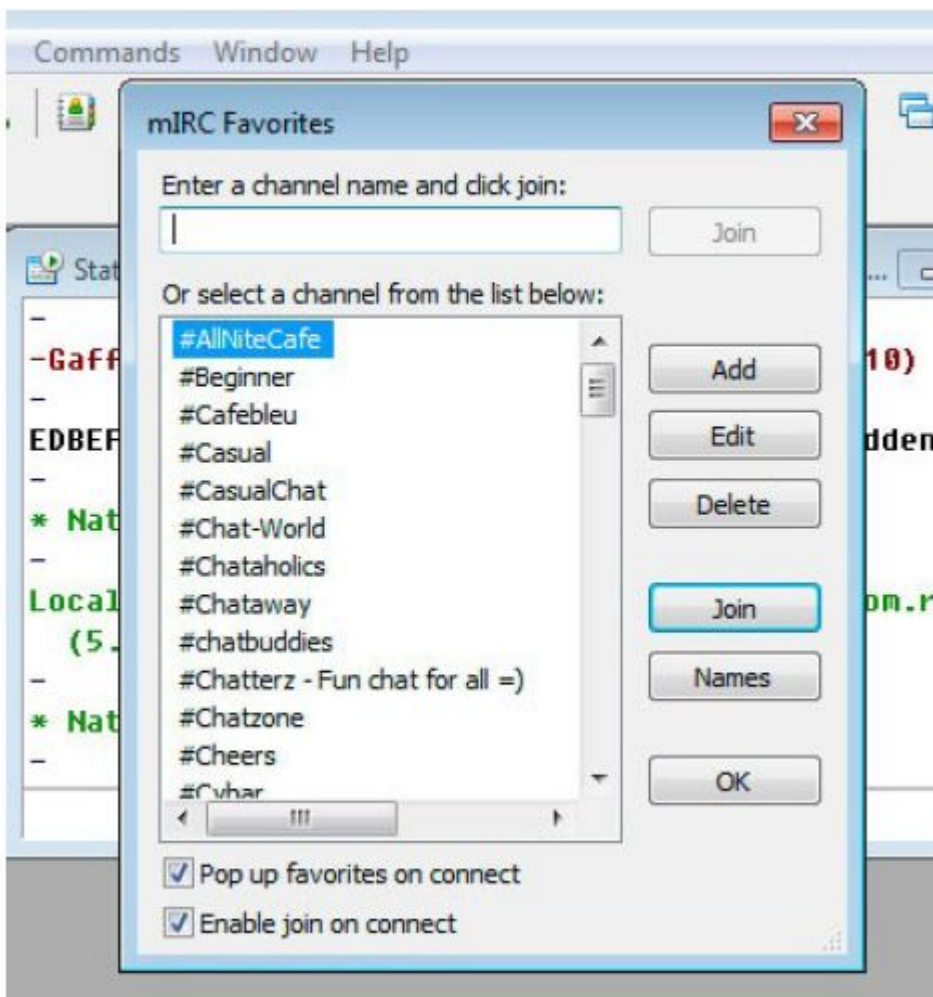 Commands Window Help
mIRC Favorites
Enter a channel name and click join:
Join
Stat
...
Or select a channel from the list below:
#AllNiteCafe
#Beginner
#Cafebleu
#Casual
#CasualChat
#Chat-World
#Chataholics
#Chataway
#chatbuddies
#Chatterz - Fun chat for all =)
#Chatzone
#Cheers
#Cybar
Add
Edit
Delete
Join
Names
OK
Pop up favorites on connect
Enable join on connect
-
-Gaff
10)
-
EDBEF
dden
-
* Nat
-
Local
om.r
(5.
-
* Nat
-